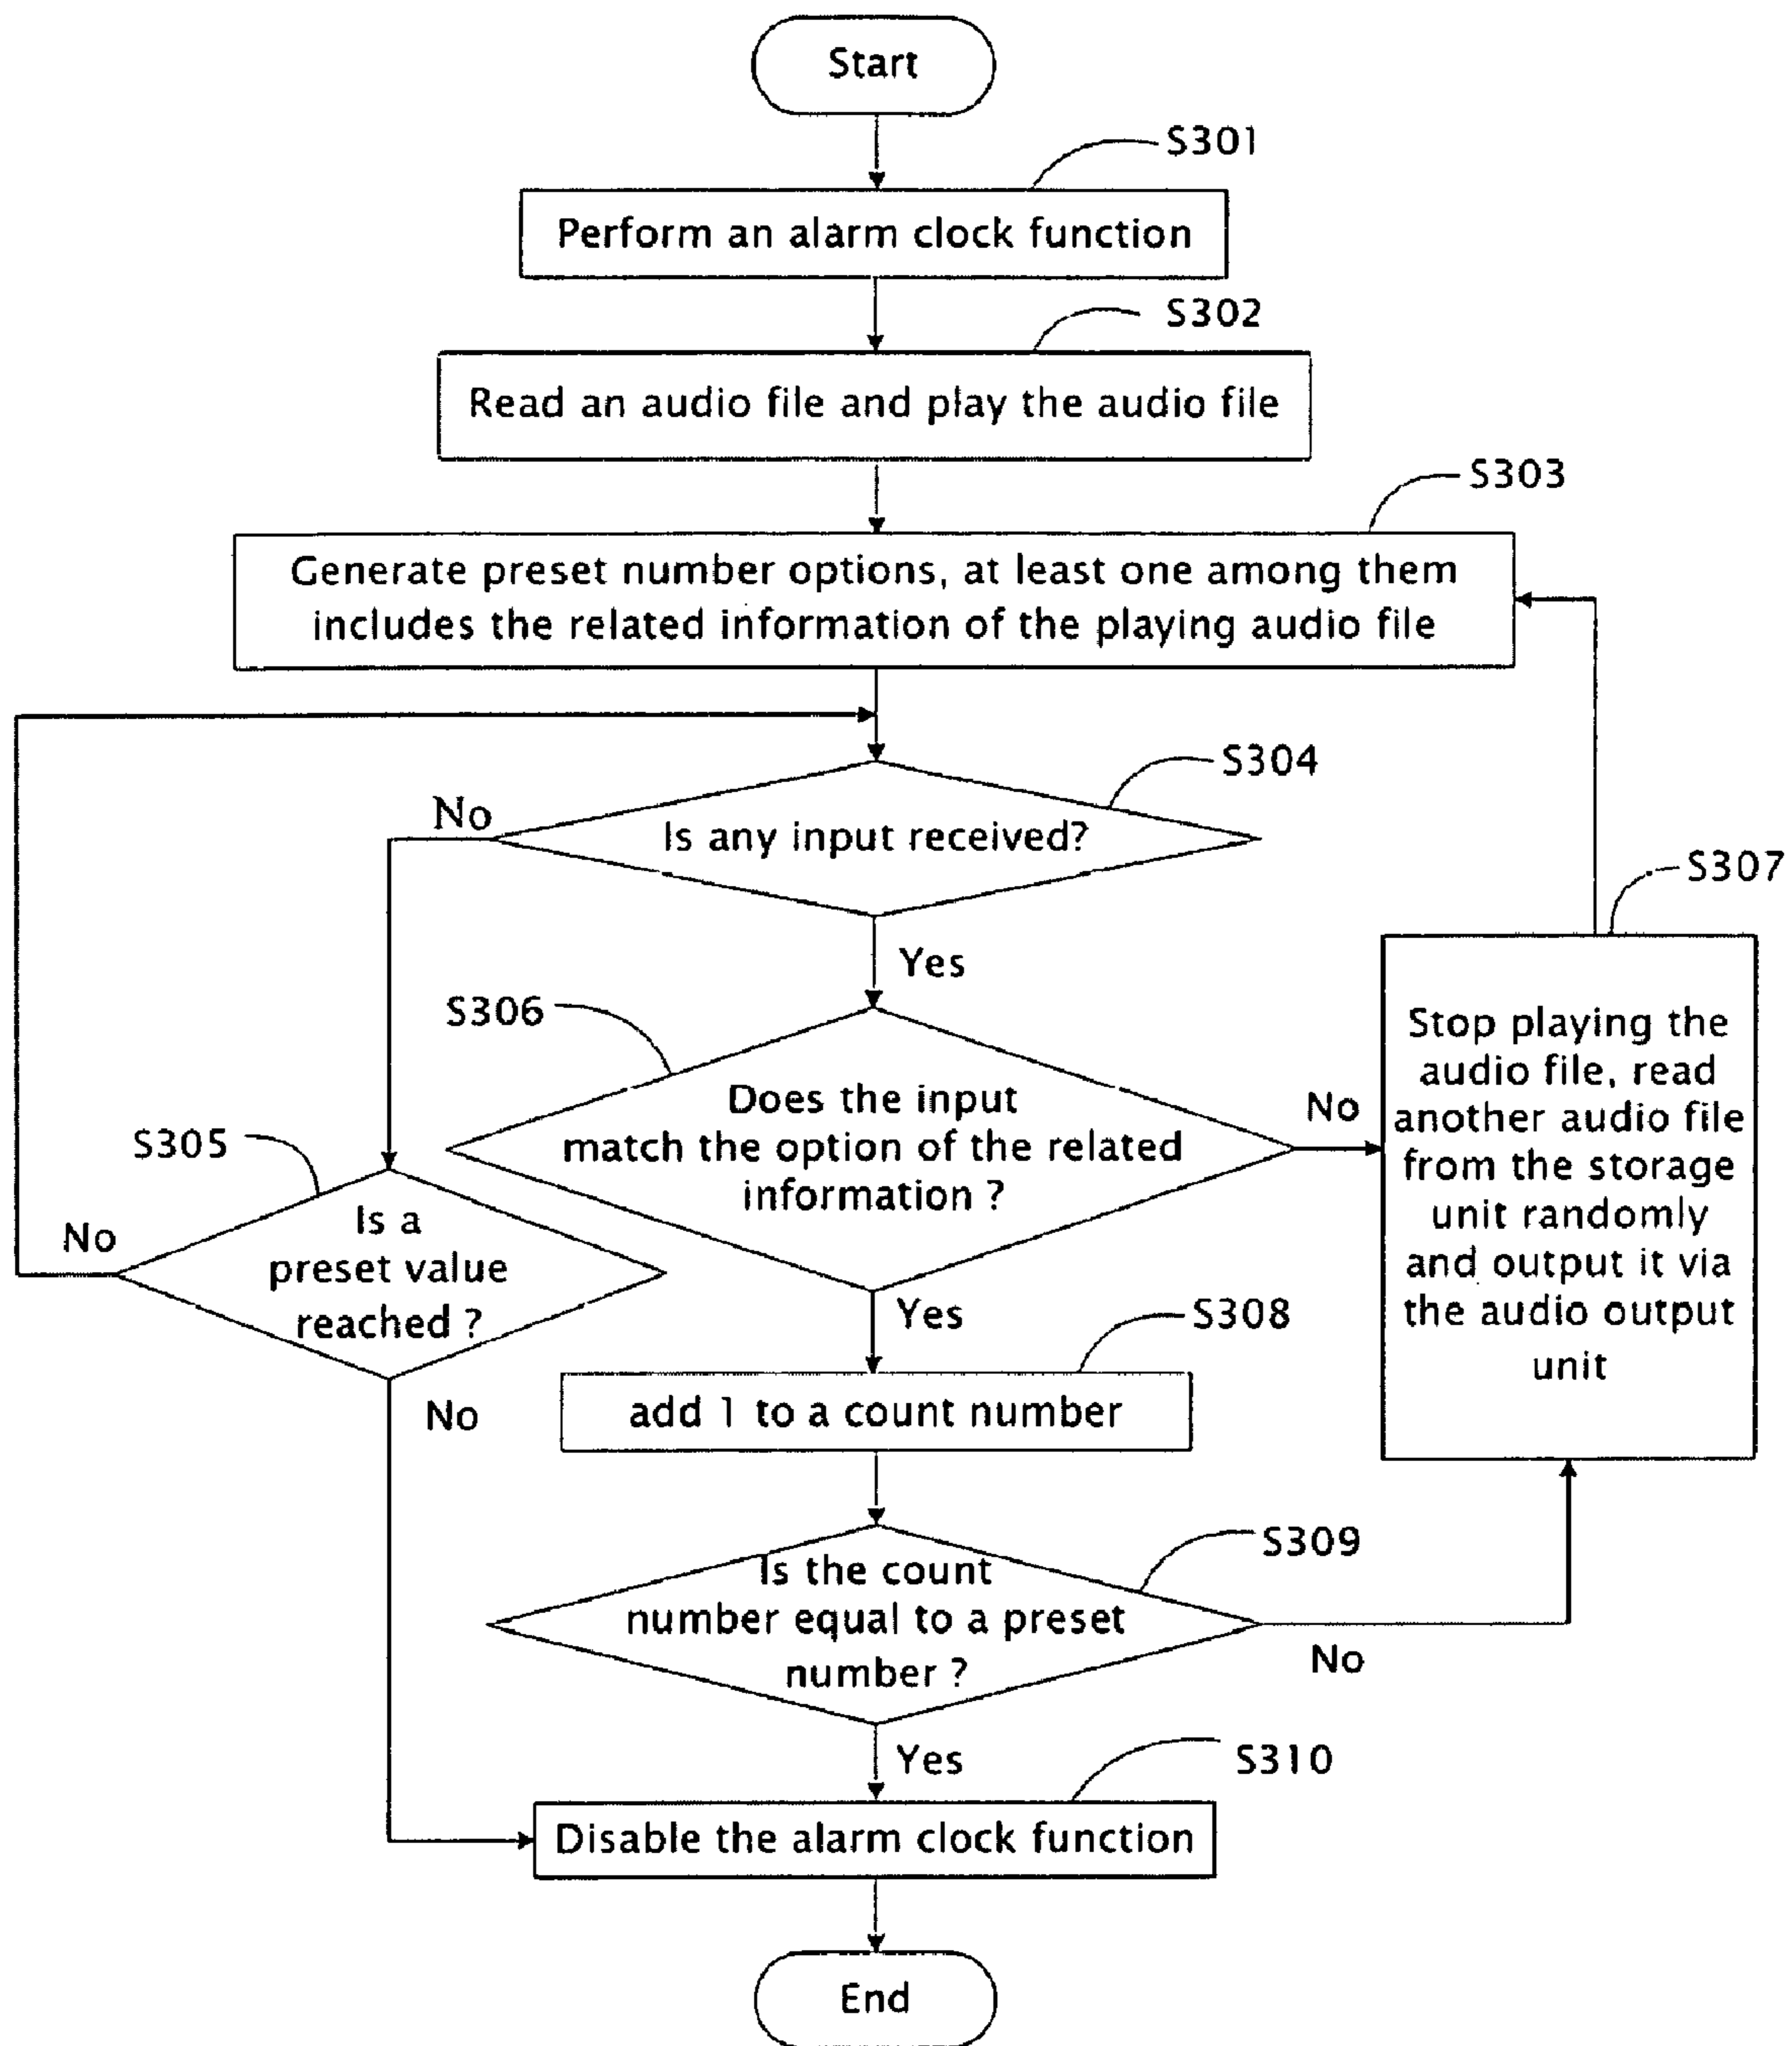 Start
S301
Perform an alarm clock function
S302
Read an audio file and play the audio file
S303
Generate preset number options, at least one among them
includes the related information of the playing audio file
S304
No
Is any input received?
S307
Yes
S306
Stop playing the
audio file, read
another audio file
from the storage
unit randomly
and output it via
the audio output
unit
Does the input
match the option of the related
information ?
No
S305
Is a
preset value
reached ?
No
No
Yes
S308
add 1 to a count number
S309
Is the count
number equal to a preset
number ?
No
Yes
S310
Disable the alarm clock function
End